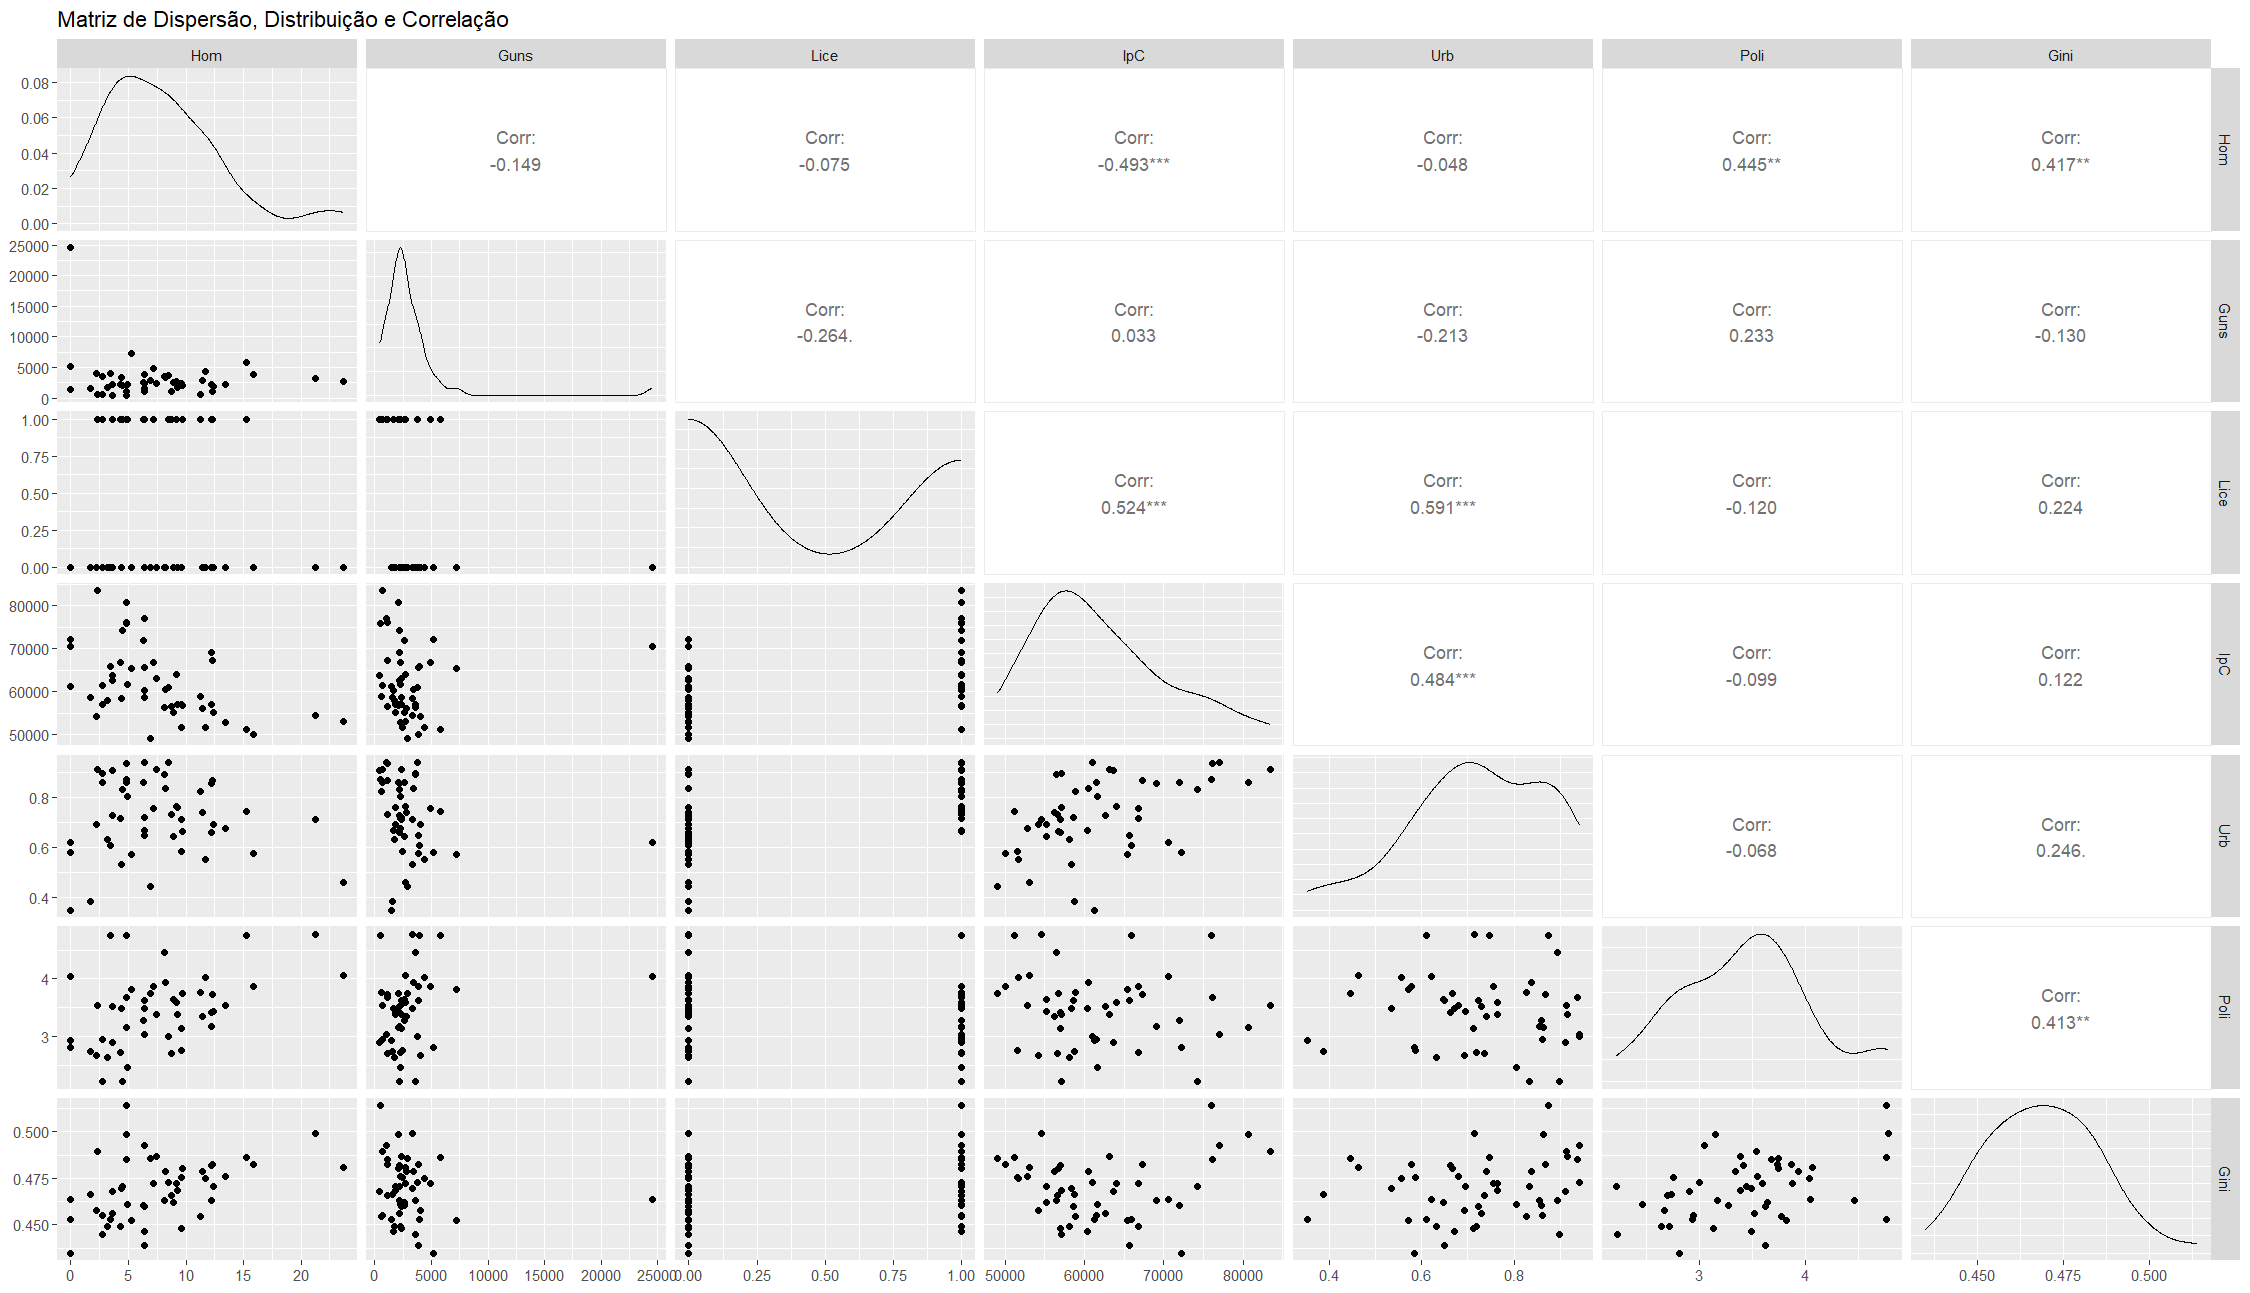 Matriz de Dispersão, Distribuição e Correlação
Hom Guns Lice IpC Urb Poli Gini
0.08
0.06
0.04
0.02
0.00
Corr:
-0.149
Corr:
-0.075
Corr:
-0.493***
Corr:
-0.048
Corr:
0.445**
Corr:
0.417**
Hom
25000
20000
15000
10000
5000
0
Corr:
-0.264.
Corr:
0.033
Corr:
-0.213
Corr:
0.233
Corr:
-0.130
Guns
1.00
0.75
0.50
0.25
0.00
Corr:
0.524***
Corr:
0.591***
Corr:
-0.120
Corr:
0.224
Lice
80000
70000
60000
50000
Corr:
0.484***
Corr:
-0.099
Corr:
0.122
IpC
0.8
0.6
0.4
Corr:
-0.068
Corr:
0.246.
Urb
4
3
Corr:
0.413**
Poli
0.500
0.475
0.450
Gini
0 5 10 15 20
0 5000 10000 15000 20000 25000
0.00 0.25 0.50 0.75 1.00
50000 60000 70000 80000
0.4 0.6 0.8
3 4
0.450 0.475 0.500